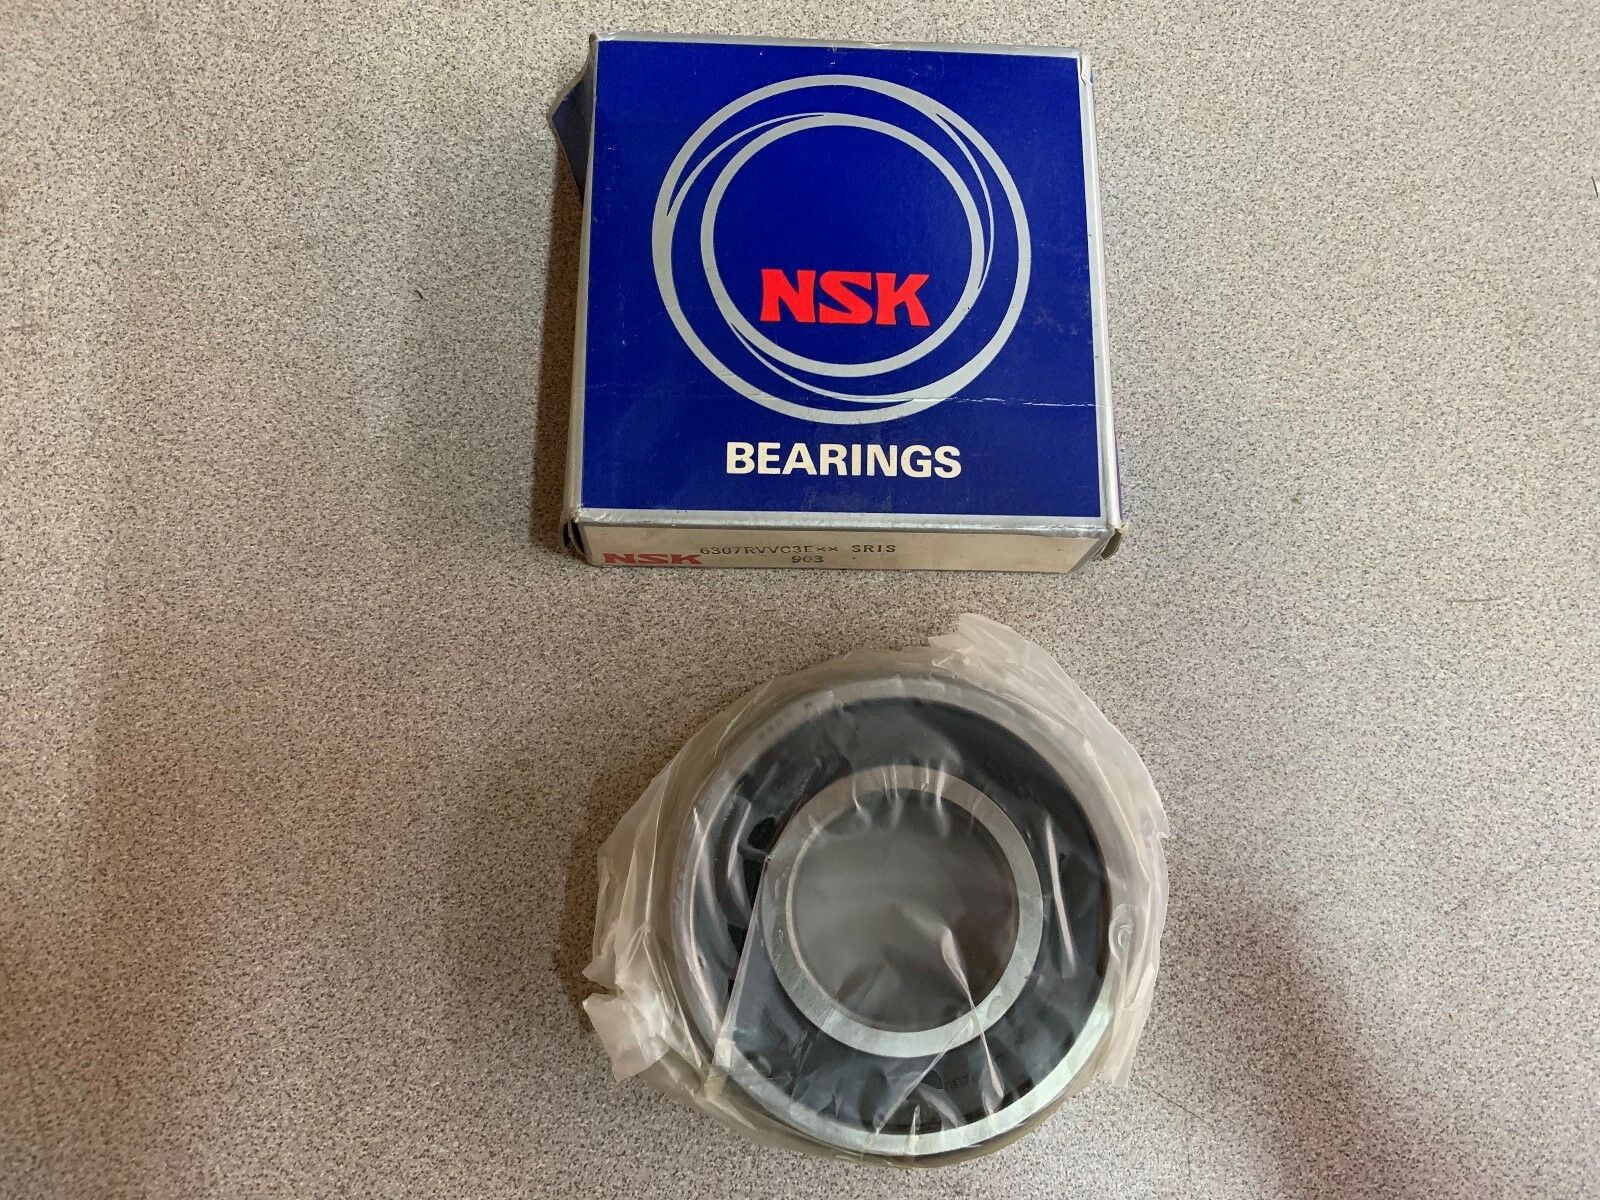 NSK
BEARINGS
NSK 6307RVVC3E** SRIS
903